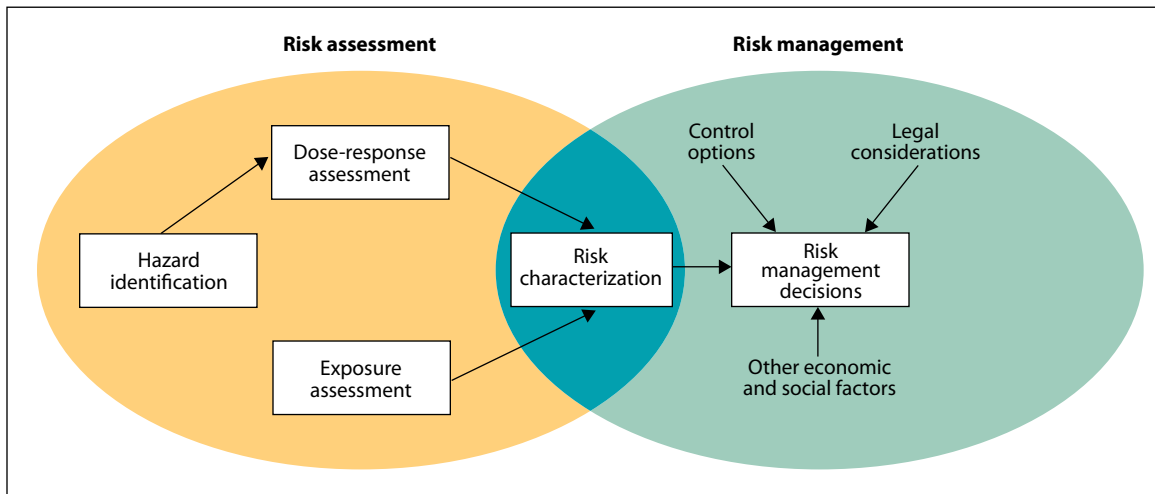 Risk assessment
Risk management
Dose-response
assessment
Control
options
Legal
considerations
Hazard
identification
Risk
characterization
Risk
management
decisions
Exposure
assessment
Other economic
and social factors